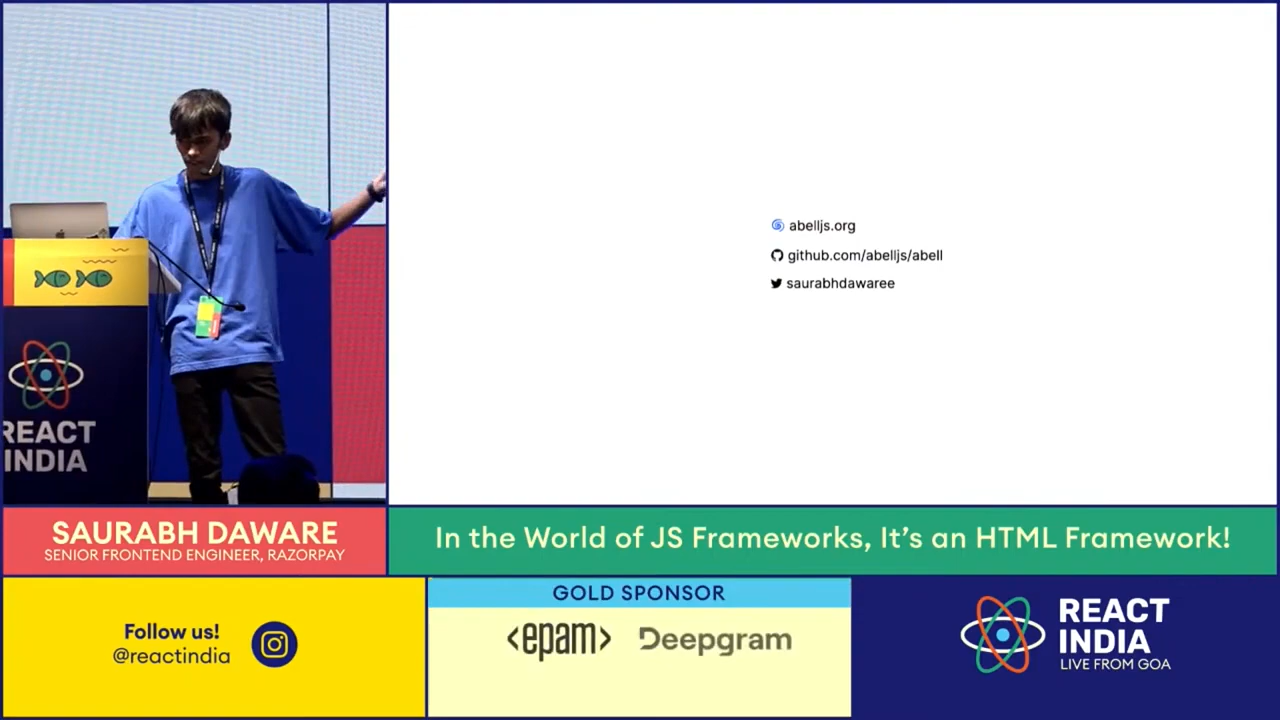 abelljs.org
github.com/abelljs/abell
saurabhdawaree
REACT
INDIA
SAURABH DAWARE
SENIOR FRONTEND ENGINEER, RAZORPAY
In the World of JS Frameworks, It's an HTML Framework!
Follow us!
@reactindia
GOLD SPONSOR
<epam>
Deepgram
REACT
INDIA
LIVE FROM GOA